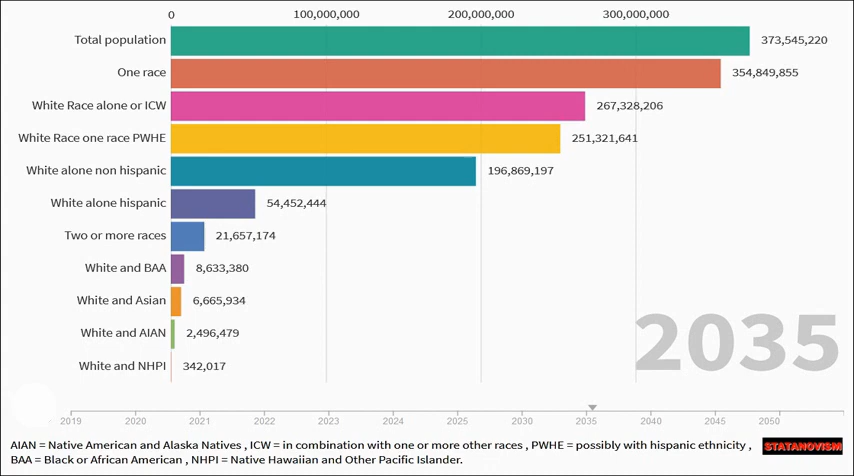 0 100,000,000 200,000,000 300,000,000
Total population 373,545,220
One race 354,849,855
White Race alone or ICW 267,328,206
White Race one race PWHE 251,321,641
White alone non hispanic 196,869,197
White alone hispanic 54,452,444
Two or more races 21,657,174
White and BAA 8,633,380
White and Asian 6,665,934
White and AIAN 2,496,479
White and NHPI 342,017
2035
2019 2020 2021 2022 2023 2024 2025 2030 2035 2040 2045 2050
AIAN = Native American and Alaska Natives , ICW = in combination with one or more other races , PWHE = possibly with hispanic ethnicity ,
BAA = Black or African American , NHPI = Native Hawaiian and Other Pacific Islander.
STATANOVISM